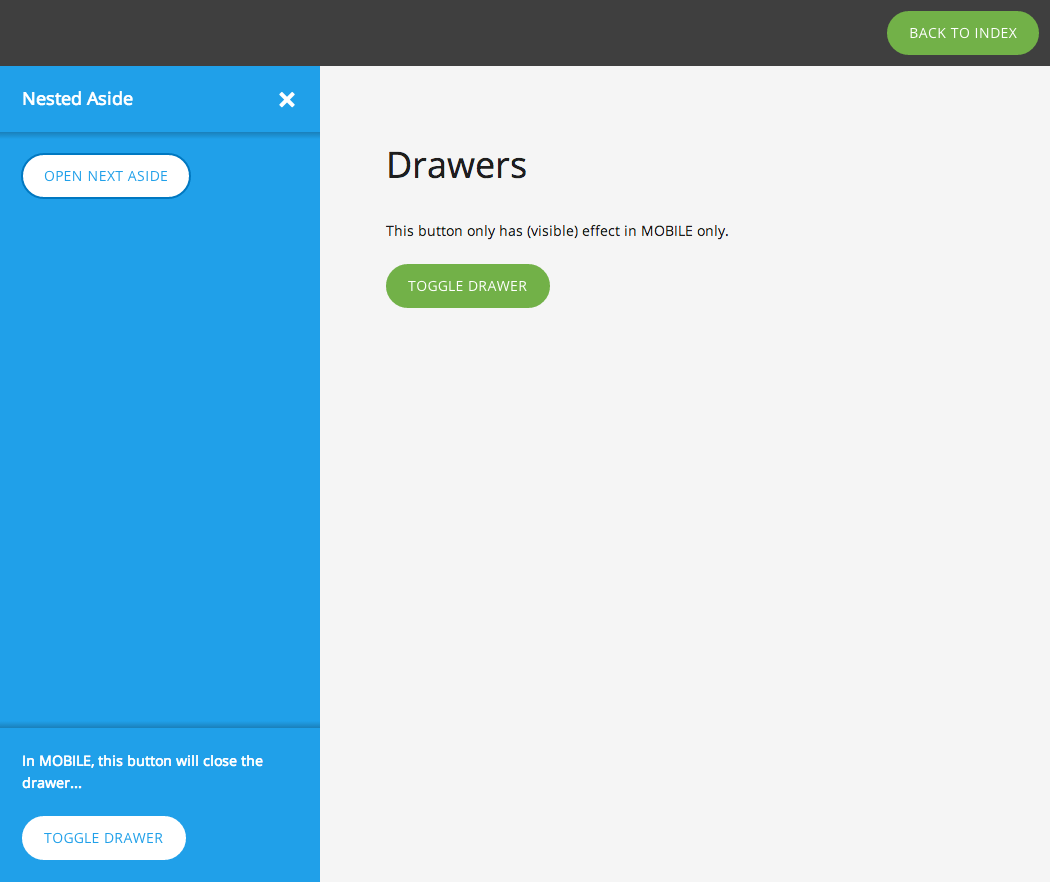 BACK TO INDEX
Nested Aside
OPEN NEXT ASIDE
Drawers
This button only has (visible) effect in MOBILE only.
TOGGLE DRAWER
In MOBILE, this button will close the
drawer...
TOGGLE DRAWER